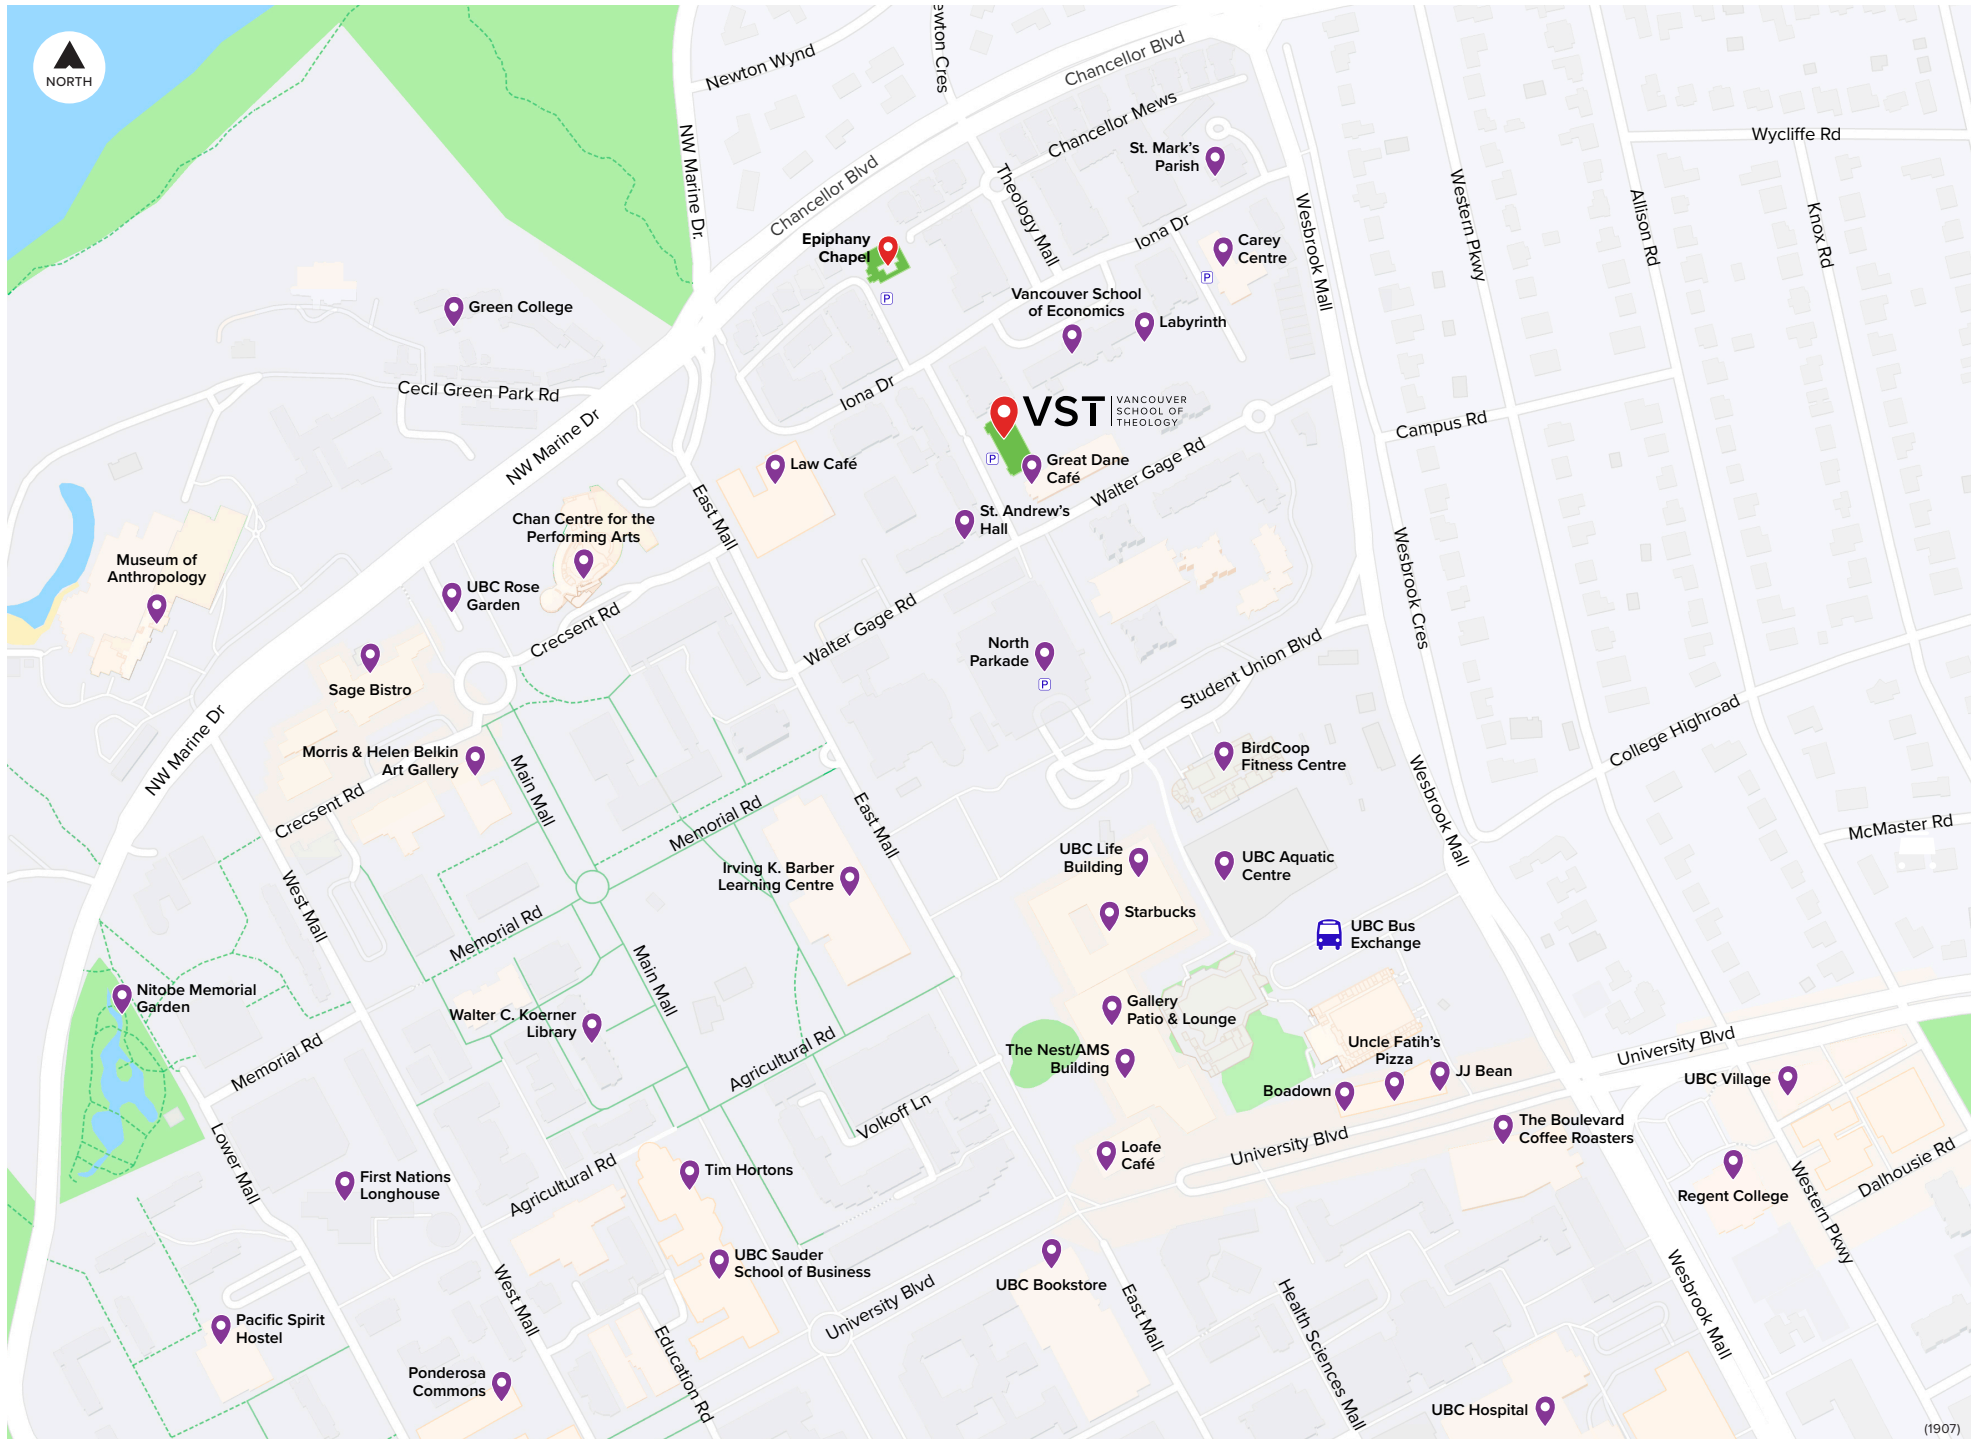 NORTH
Newton Wynd
ewton Cres
Chancellor Blvd
Chancellor Mews
Wycliffe Rd
St. Mark's
Parish
NW Marine Dr.
Chancellor Blvd
Theology Mall
Western Pkwy
Allison Rd
Knox Rd
Wesbrook Mall
Iona Dr
Epiphany
Chapel
P
Carey
Centre
P
Green College
Vancouver School
of Economics
Labyrinth
Cecil Green Park Rd
Iona Dr
VST
VANCOUVER
SCHOOL OF
THEOLOGY
Campus Rd
NW Marine Dr
Law Café
P
Great Dane
Café
Walter Gage Rd
East Mall
Chan Centre for the
Performing Arts
St. Andrew's
Hall
Museum of
Anthropology
Wesbrook Cres
UBC Rose
Garden
Crecsent Rd
Walter Gage Rd
North
Parkade
P
Student Union Blvd
Sage Bistro
NW Marine Dr
College Highroad
Morris & Helen Belkin
Art Gallery
Main Mall
BirdCoop
Fitness Centre
Crecsent Rd
Memorial Rd
East Mall
Wesbrook Mall
McMaster Rd
UBC Life
Building
UBC Aquatic
Centre
Irving K. Barber
Learning Centre
West Mall
Starbucks
Memorial Rd
UBC Bus
Exchange
Main Mall
Nitobe Memorial
Garden
Walter C. Koerner
Library
Gallery
Patio & Lounge
Memorial Rd
Agricultural Rd
The Nest/AMS
Building
Uncle Fatih's
Pizza
University Blvd
JJ Bean
UBC Village
Boadown
Volkoff Ln
The Boulevard
Coffee Roasters
University Blvd
Lower Mall
Loafe
Café
First Nations
Longhouse
Agricultural Rd
Tim Hortons
Regent College
Western Pkwy
Dalhousie Rd
UBC Sauder
School of Business
UBC Bookstore
West Mall
University Blvd
East Mall
Health Sciences Mall
Wesbrook Mall
Pacific Spirit
Hostel
Education Rd
Ponderosa
Commons
UBC Hospital
(1907)